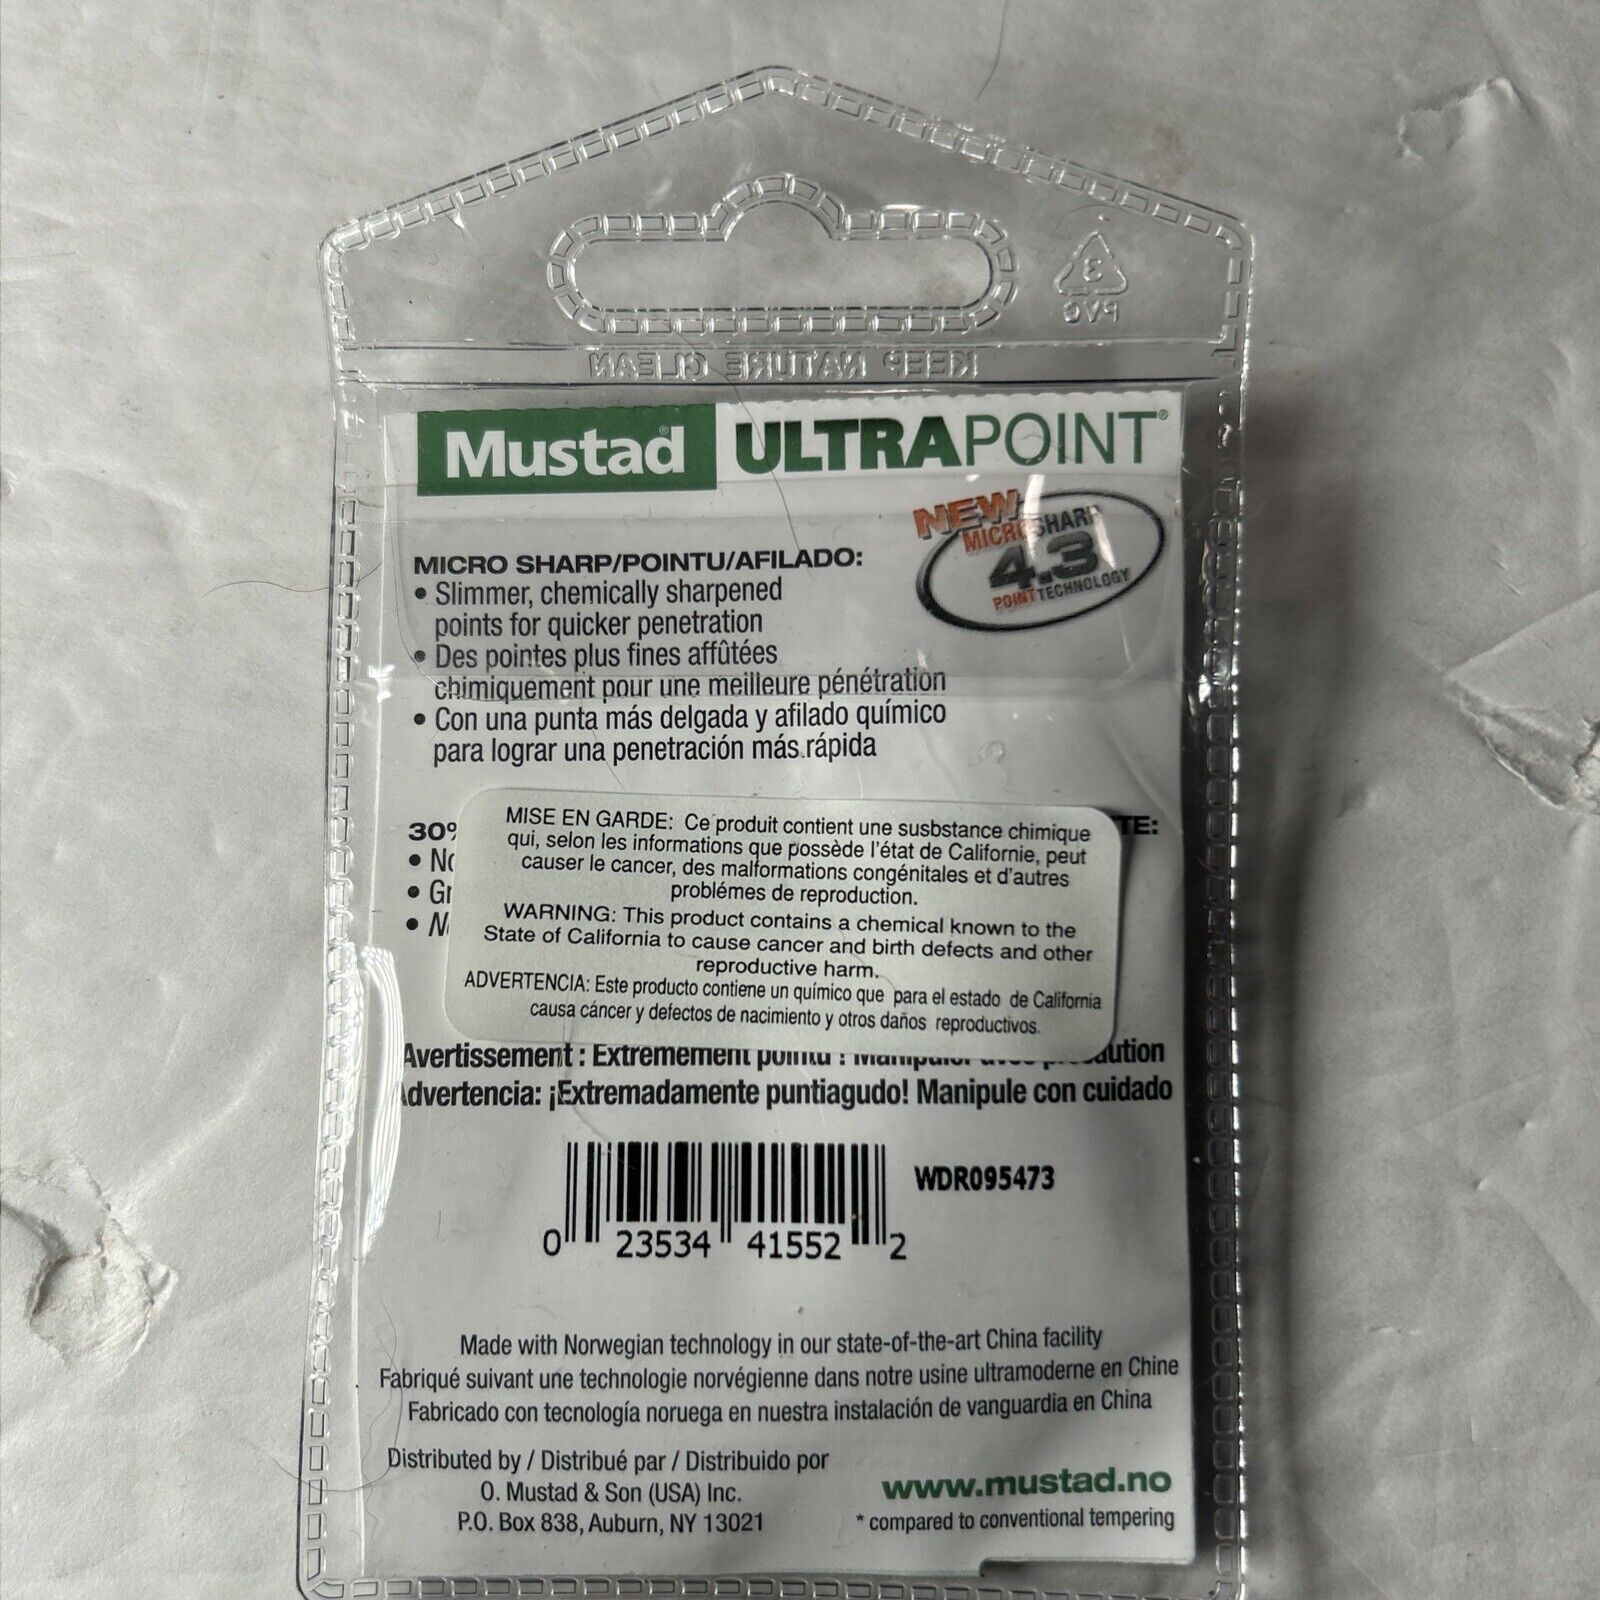 3
PVC
KEEP NATURE CLEAN
Mustad® ULTRAPOINT®
NEW
MICROSHARP
4.3
POINT TECHNOLOGY
MICRO SHARP/POINTU/AFILADO:
• Slimmer, chemically sharpened
points for quicker penetration
• Des pointes plus fines affûtées
chimiquement pour une meilleure pénétration
• Con una punta más delgada y afilado químico
para lograr una penetración más rápida
30%
TE:
MISE EN GARDE: Ce produit contient une susbstance chimique
qui, selon les informations que possède l'état de Californie, peut
causer le cancer, des malformations congénitales et d'autres
problémes de reproduction.
WARNING: This product contains a chemical known to the
State of California to cause cancer and birth defects and other
reproductive harm.
ADVERTENCIA: Este producto contiene un químico que para el estado de California
causa cáncer y defectos de nacimiento y otros daños reproductivos.
Avertissement : Extrêmement pointu !
Advertencia: ¡Extremadamente puntiagudo! Manipule con cuidado
WDR095473
0 23534 41552 2
Made with Norwegian technology in our state-of-the-art China facility
Fabriqué suivant une technologie norvégienne dans notre usine ultramoderne en Chine
Fabricado con tecnología noruega en nuestra instalación de vanguardia en China
Distributed by / Distribué par / Distribuido por
O. Mustad & Son (USA) Inc.
P.O. Box 838, Auburn, NY 13021
www.mustad.no
* compared to conventional tempering